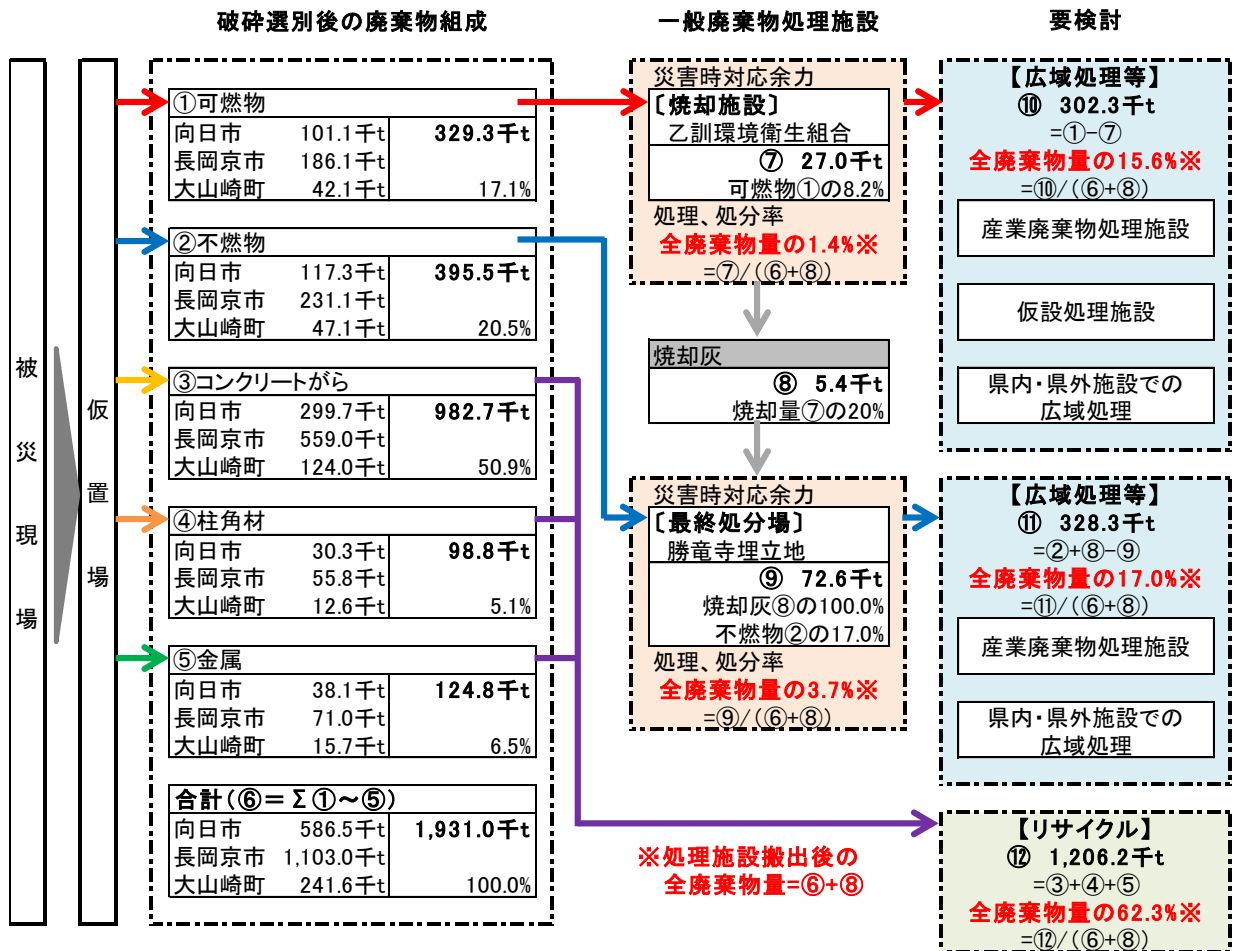 破砕選別後の廃棄物組成
一般廃棄物処理施設
要検討
被災現場
仮置場
①可燃物
向日市 101.1千t 329.3千t
長岡京市 186.1千t
大山崎町 42.1千t 17.1%
②不燃物
向日市 117.3千t 395.5千t
長岡京市 231.1千t
大山崎町 47.1千t 20.5%
③コンクリートがら
向日市 299.7千t 982.7千t
長岡京市 559.0千t
大山崎町 124.0千t 50.9%
④柱角材
向日市 30.3千t 98.8千t
長岡京市 55.8千t
大山崎町 12.6千t 5.1%
⑤金属
向日市 38.1千t 124.8千t
長岡京市 71.0千t
大山崎町 15.7千t 6.5%
合計(⑥=Σ①~⑤)
向日市 586.5千t 1,931.0千t
長岡京市 1,103.0千t
大山崎町 241.6千t 100.0%
災害時対応余力
〔焼却施設〕
乙訓環境衛生組合
⑦ 27.0千t
可燃物①の8.2%
処理、処分率
全廃棄物量の1.4%※
=⑦/(⑥+⑧)
焼却灰
⑧ 5.4千t
焼却量⑦の20%
災害時対応余力
〔最終処分場〕
勝竜寺埋立地
⑨ 72.6千t
焼却灰⑧の100.0%
不燃物②の17.0%
処理、処分率
全廃棄物量の3.7%※
=⑨/(⑥+⑧)
※処理施設搬出後の
全廃棄物量=⑥+⑧
【広域処理等】
⑩ 302.3千t
=①-⑦
全廃棄物量の15.6%※
=⑩/(⑥+⑧)
産業廃棄物処理施設
仮設処理施設
県内・県外施設での
広域処理
【広域処理等】
⑪ 328.3千t
=②+⑧-⑨
全廃棄物量の17.0%※
=⑪/(⑥+⑧)
産業廃棄物処理施設
県内・県外施設での
広域処理
【リサイクル】
⑫ 1,206.2千t
=③+④+⑤
全廃棄物量の62.3%※
=⑫/(⑥+⑧)